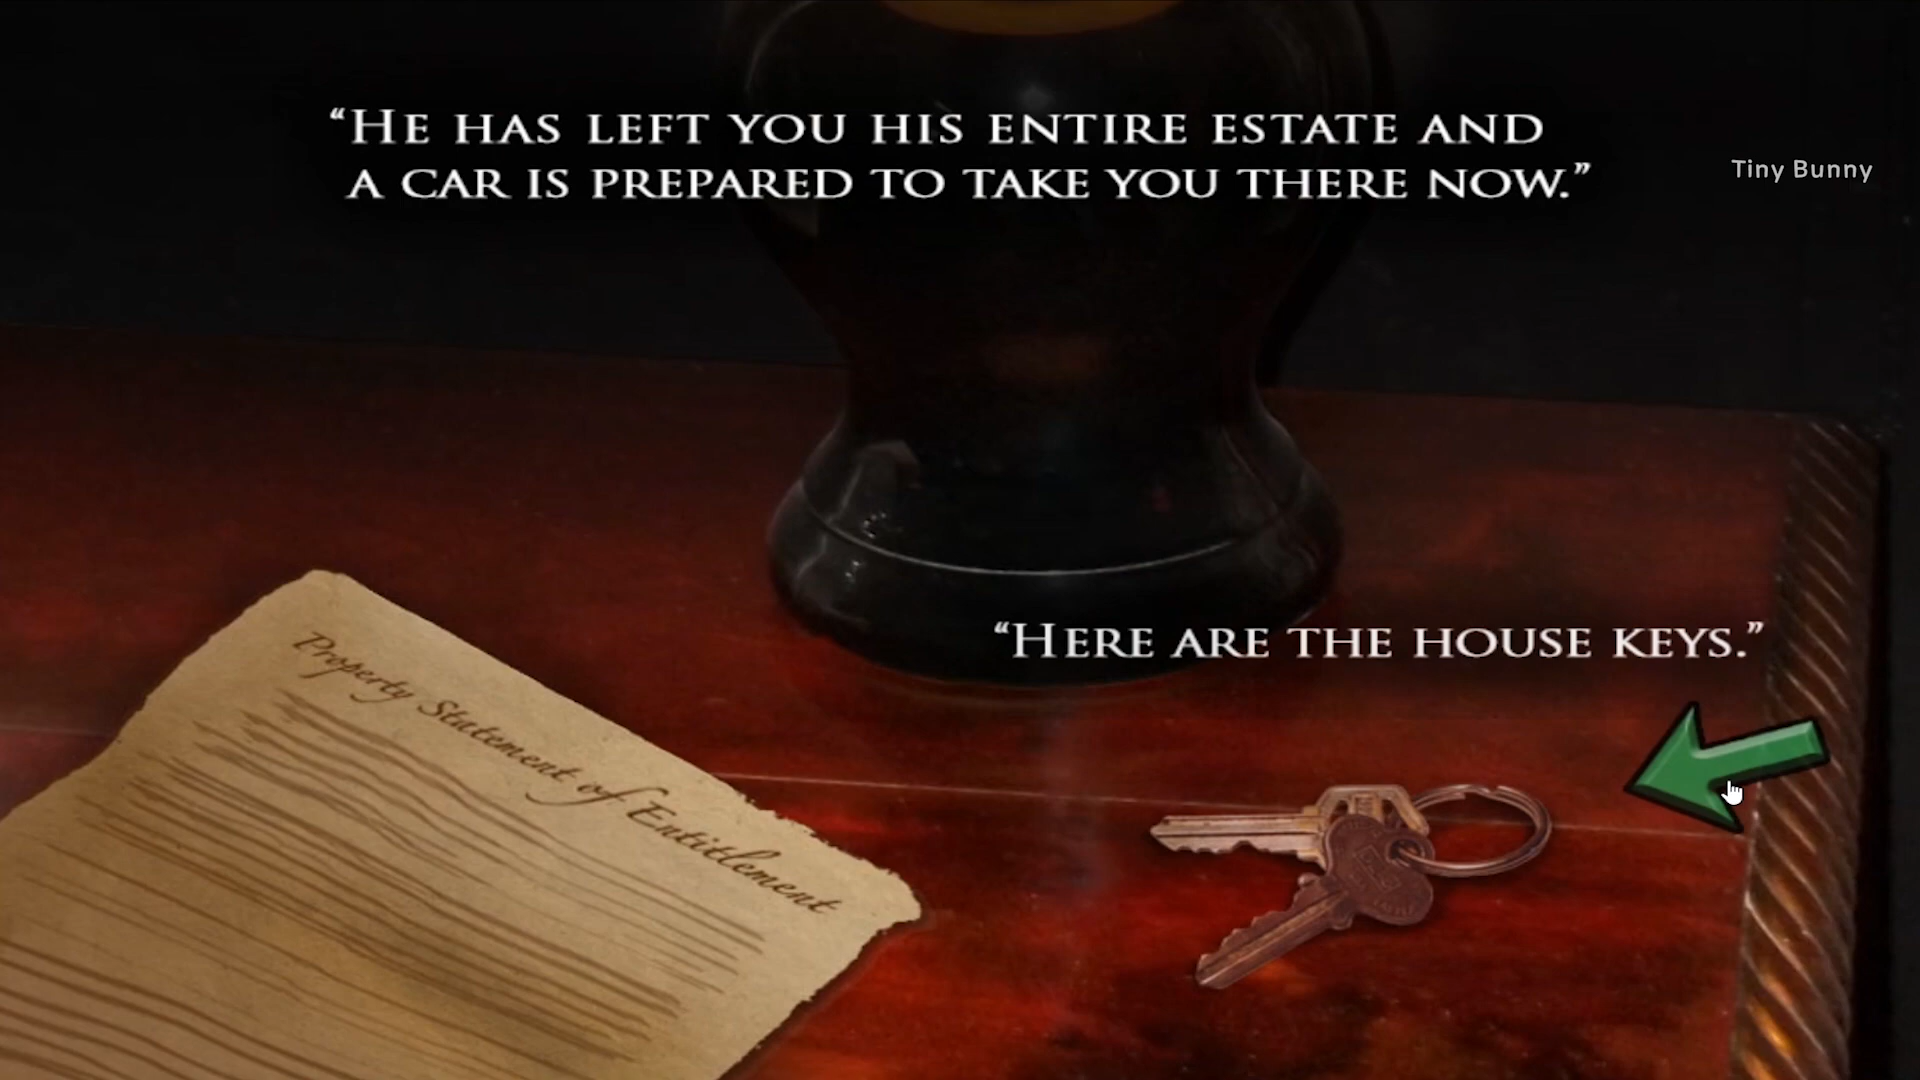 “HE HAS LEFT YOU HIS ENTIRE ESTATE AND
A CAR IS PREPARED TO TAKE YOU THERE NOW.”
Tiny Bunny
“HERE ARE THE HOUSE KEYS.”
Property Statement of Entitlement